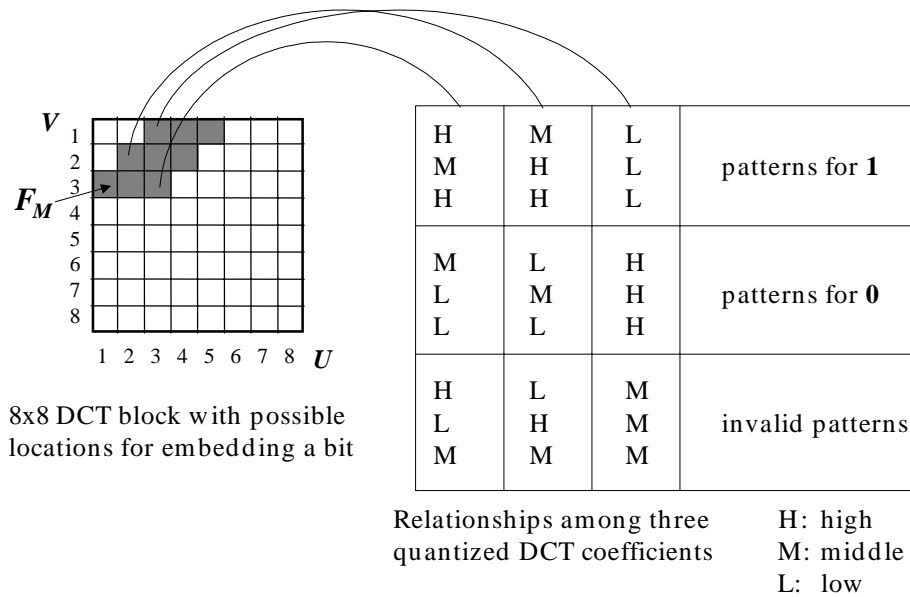 V
1
2
3
4
5
6
7
8
F_M
1 2 3 4 5 6 7 8 U
8x8 DCT block with possible
locations for embedding a bit
H M L
M H L patterns for 1
H H L
M L H
L M H patterns for 0
L L H
H L M
L H M invalid patterns
M M M
Relationships among three
quantized DCT coefficients
H: high
M: middle
L: low